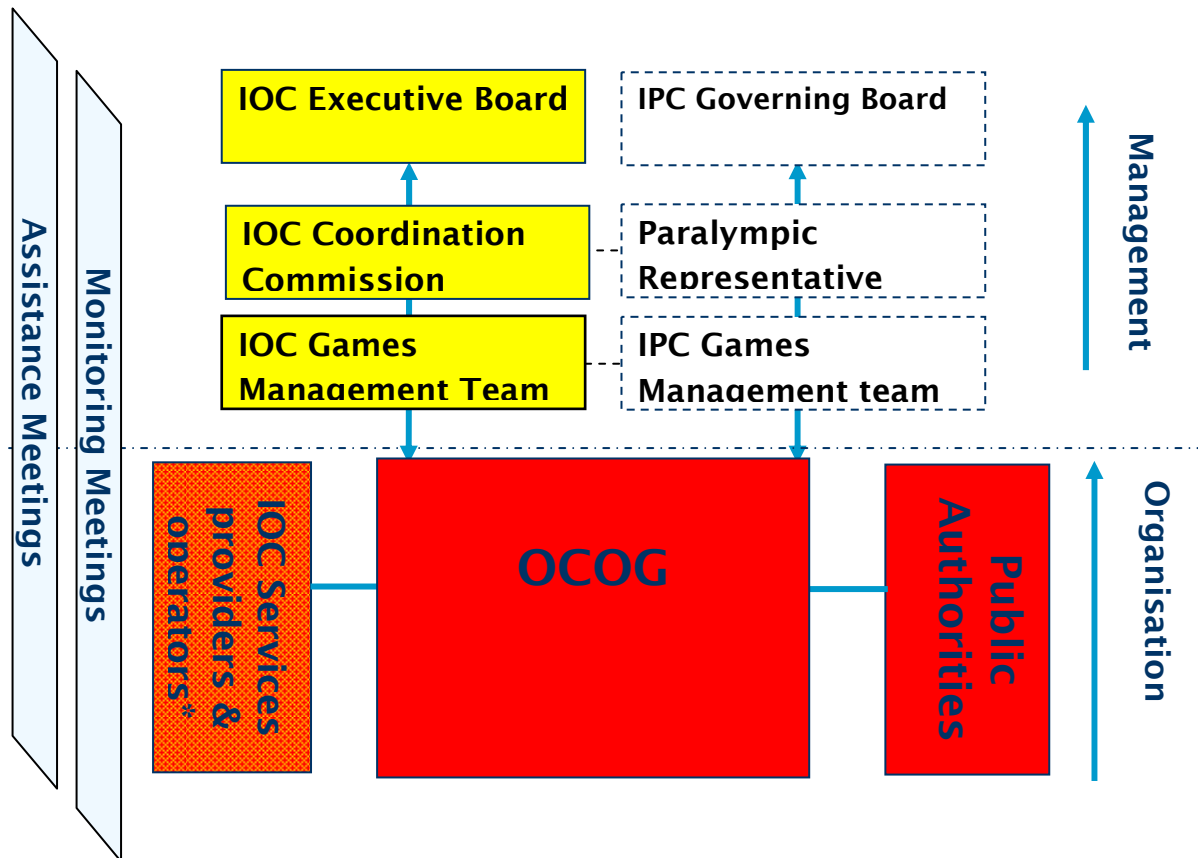 IOC Executive Board
IPC Governing Board
IOC Coordination
Commission
Paralympic
Representative
IOC Games
Management Team
IPC Games
Management team
Management
Assistance Meetings
Monitoring Meetings
IOC Services
providers &
operators*
OCOG
Public
Authorities
Organisation